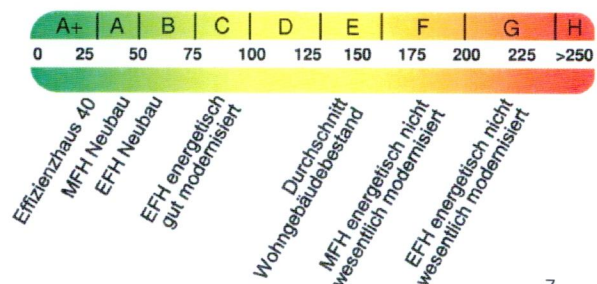 A+ A B C D E F G H
0 25 50 75 100 125 150 175 200 225 >250
Effizienzhaus 40
MFH Neubau
EFH Neubau
EFH energetisch
gut modernisiert
Durchschnitt
Wohngebäudebestand
MFH energetisch nicht
wesentlich modernisiert
EFH energetisch nicht
wesentlich modernisiert
7